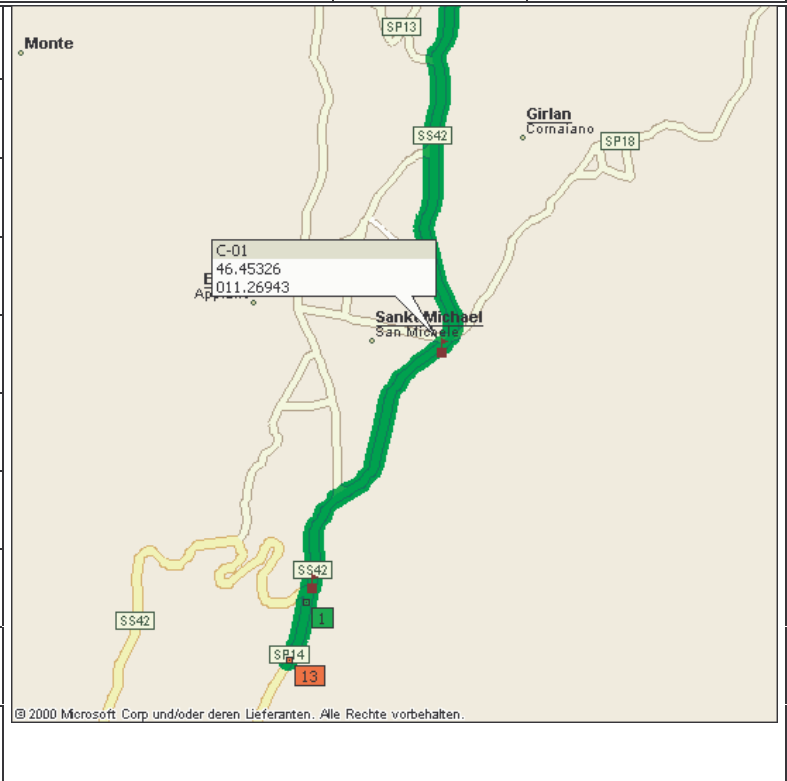 SP13
Monte
Girlan
Cornaiano
SS42
SP18
C-01
46.45326
011.26943
Sankt Michael
San Michele
SS42
SS42
1
SP14
13
© 2000 Microsoft Corp und/oder deren Lieferanten. Alle Rechte vorbehalten.